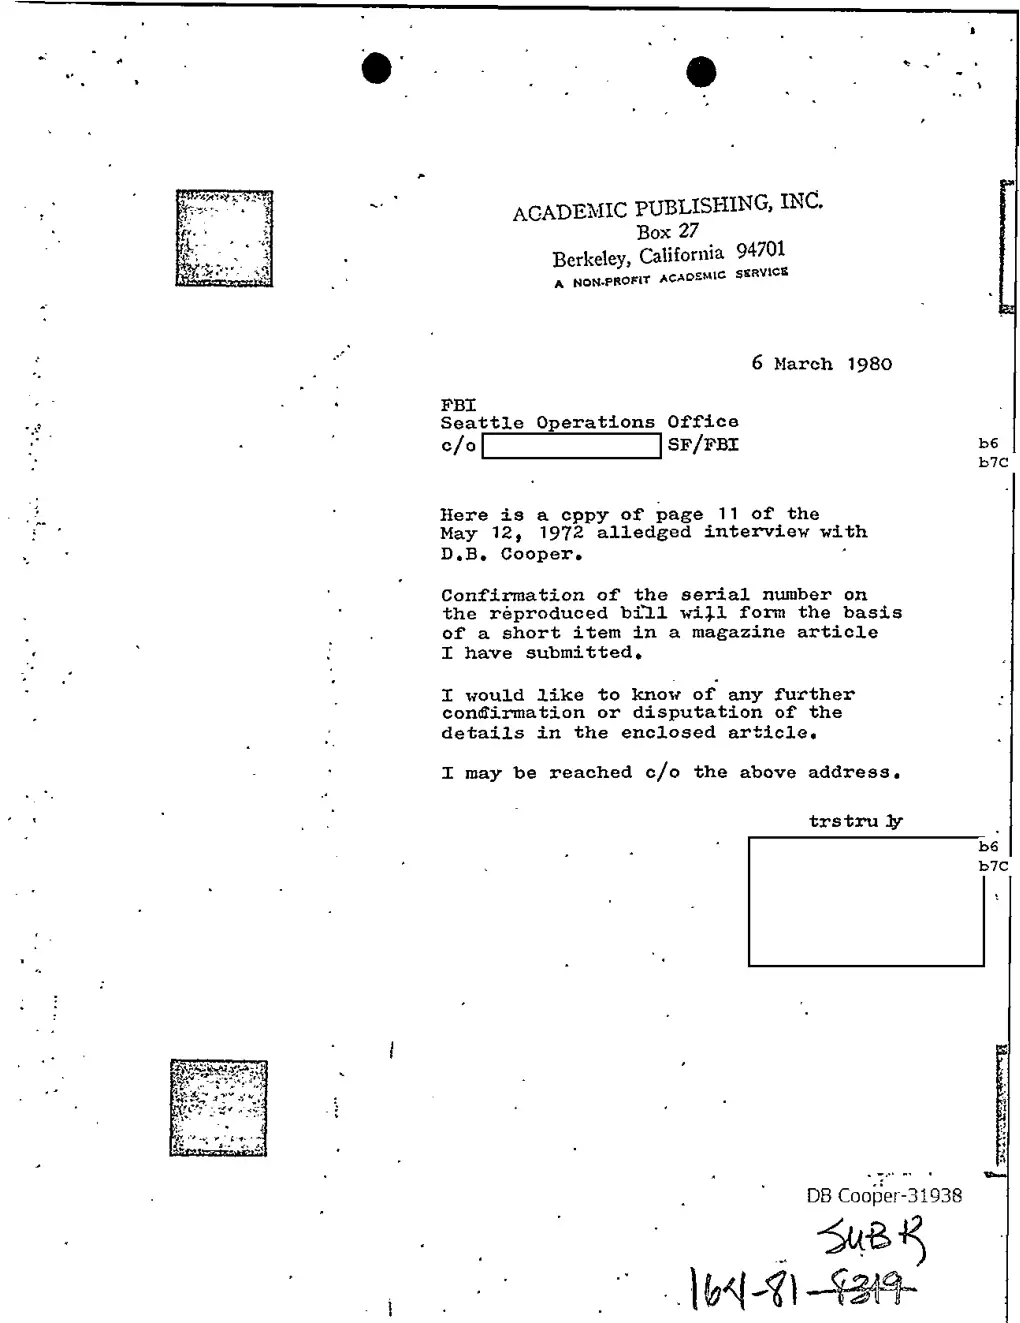 ACADEMIC PUBLISHING, INC.
Box 27
Berkeley, California 94701
A NON-PROFIT ACADEMIC SERVICE
6 March 1980
FBI
Seattle Operations Office
c/o SF/FBI
b6
b7C
Here is a cppy of page 11 of the
May 12, 1972 alledged interview with
D.B. Cooper.
Confirmation of the serial number on
the reproduced bill will form the basis
of a short item in a magazine article
I have submitted.
I would like to know of any further
confirmation or disputation of the
details in the enclosed article.
I may be reached c/o the above address.
trstruly
b6
b7C
DB Cooper-31938
SUB R
164-81-8319